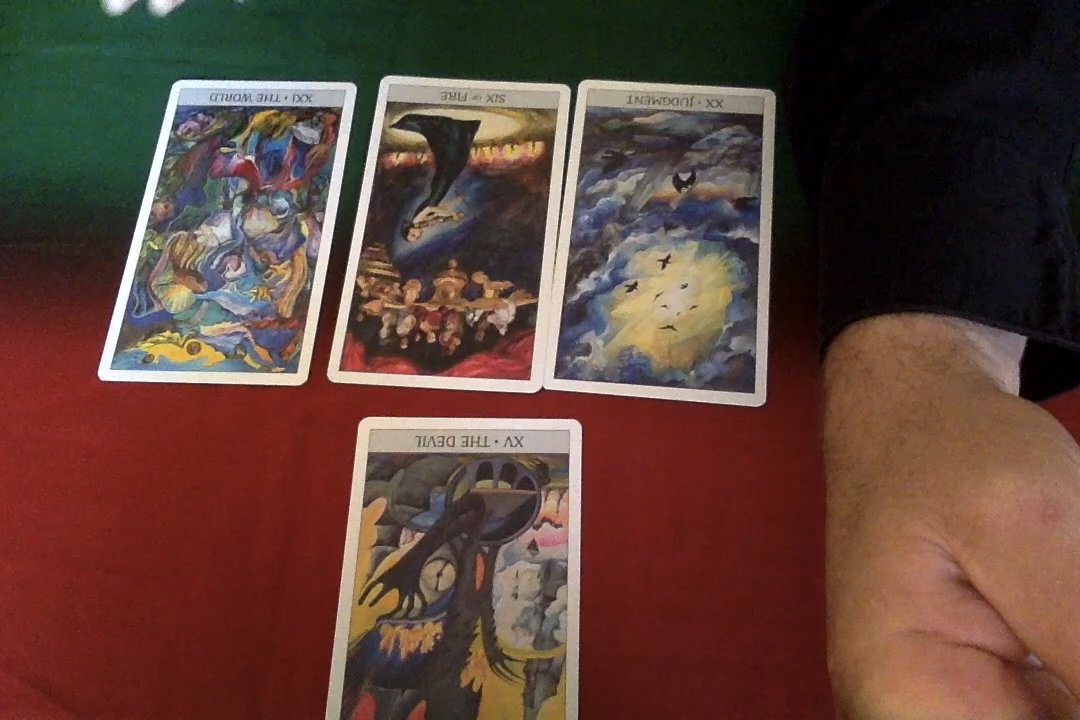 XXI • THE WORLD
SIX OF FIRE
XX • JUDGMENT
XV • THE DEVIL